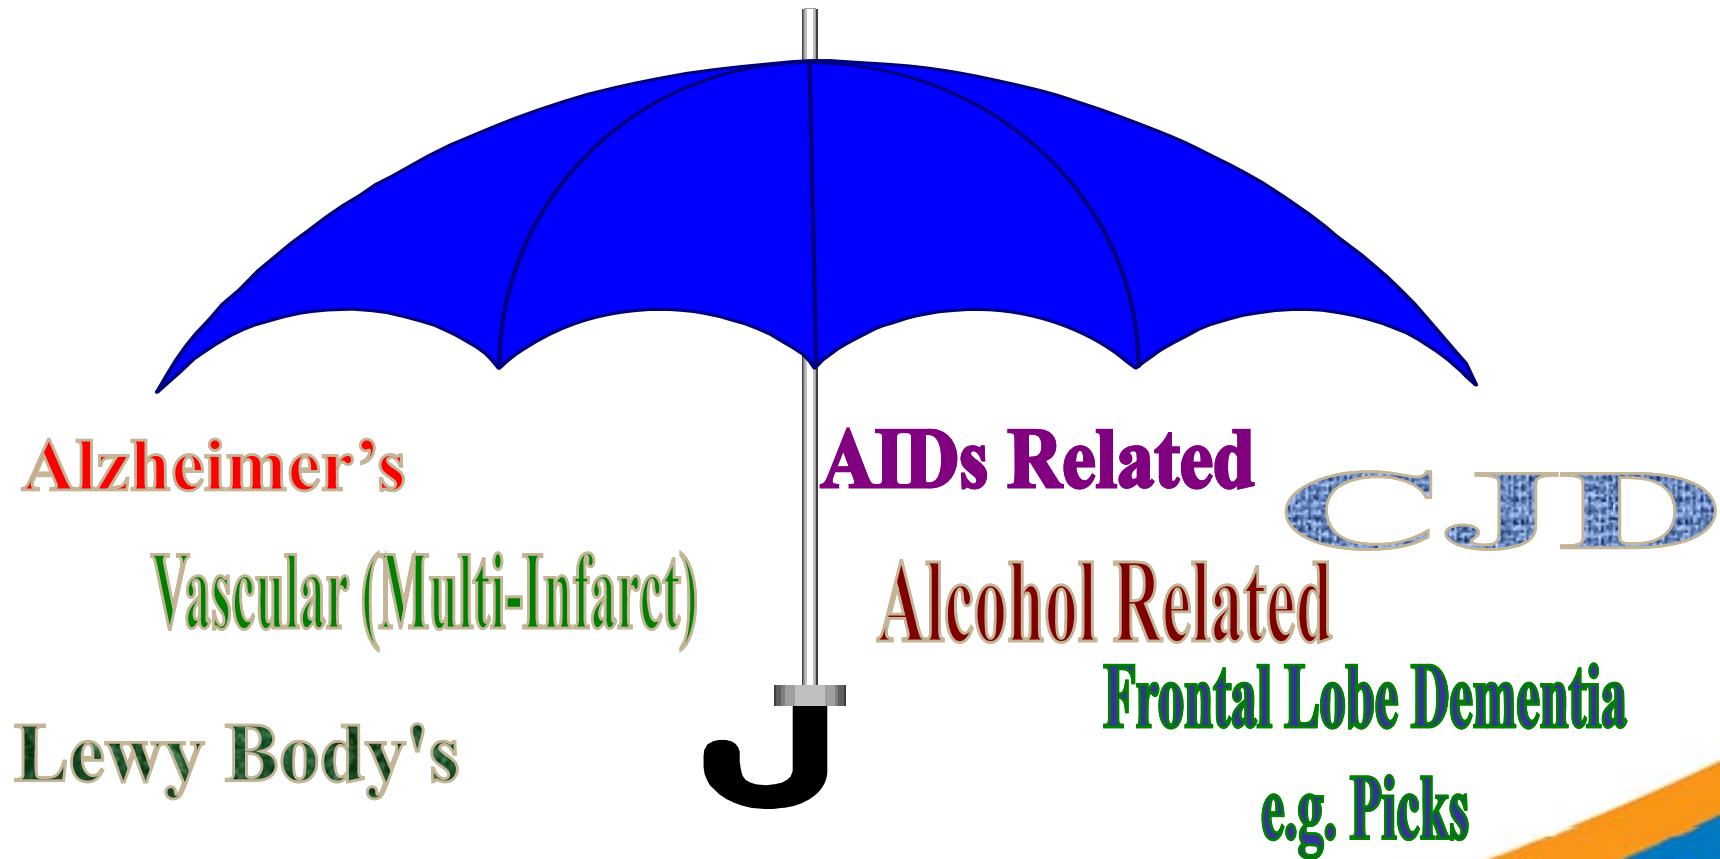 Alzheimer’s
AIDs Related
CJD
Vascular (Multi-Infarct)
Alcohol Related
Frontal Lobe Dementia
e.g. Picks
Lewy Body's